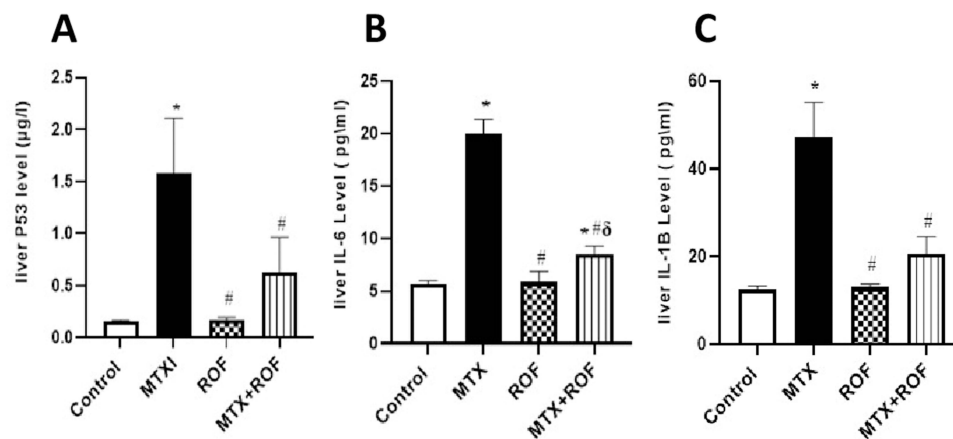 A
liver P53 level (µg/l)
2.5
2.0
1.5
1.0
0.5
0.0
*
#
#
Control
MTXI
ROF
MTX+ROF
B
liver IL-6 Level ( pg\ml)
25
20
15
10
5
0
*
#
*#δ
Control
MTX
ROF
MTX+ROF
C
liver IL-1B Level ( pg\ml)
60
40
20
0
*
#
#
Control
MTX
ROF
MTX+ROF